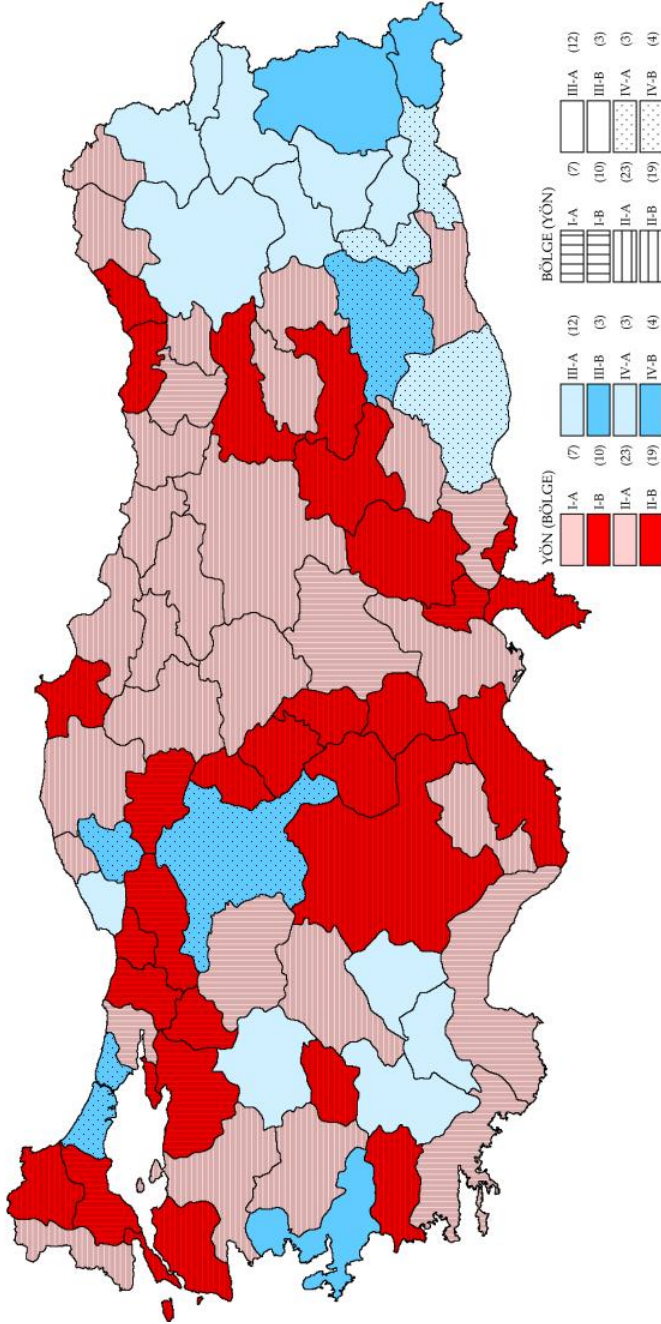 YÖN (BÖLGE)
I-A (7) III-A (12)
I-B (10) III-B (3)
II-A (23) IV-A (3)
II-B (19) IV-B (4)
BÖLGE (YÖN)
I-A (7) III-A (12)
I-B (10) III-B (3)
II-A (23) IV-A (3)
II-B (19) IV-B (4)